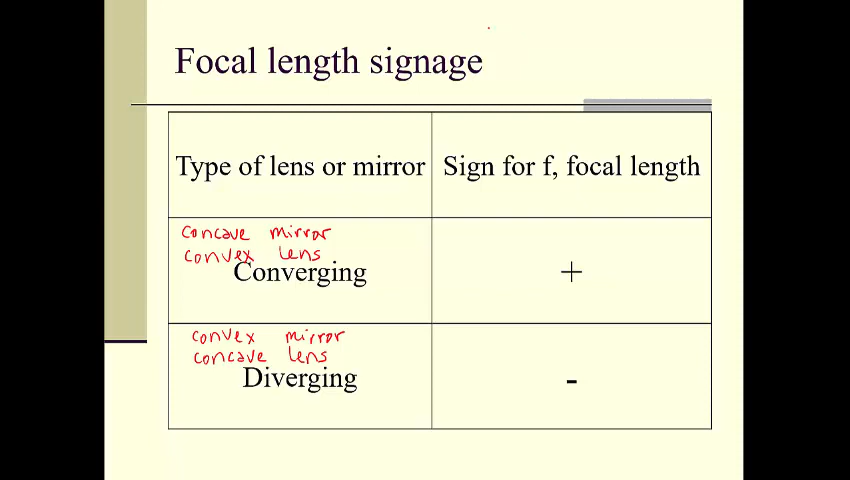 Focal length signage
Type of lens or mirror
Sign for f, focal length
concave mirror
convex lens
Converging
+
convex mirror
concave lens
Diverging
-